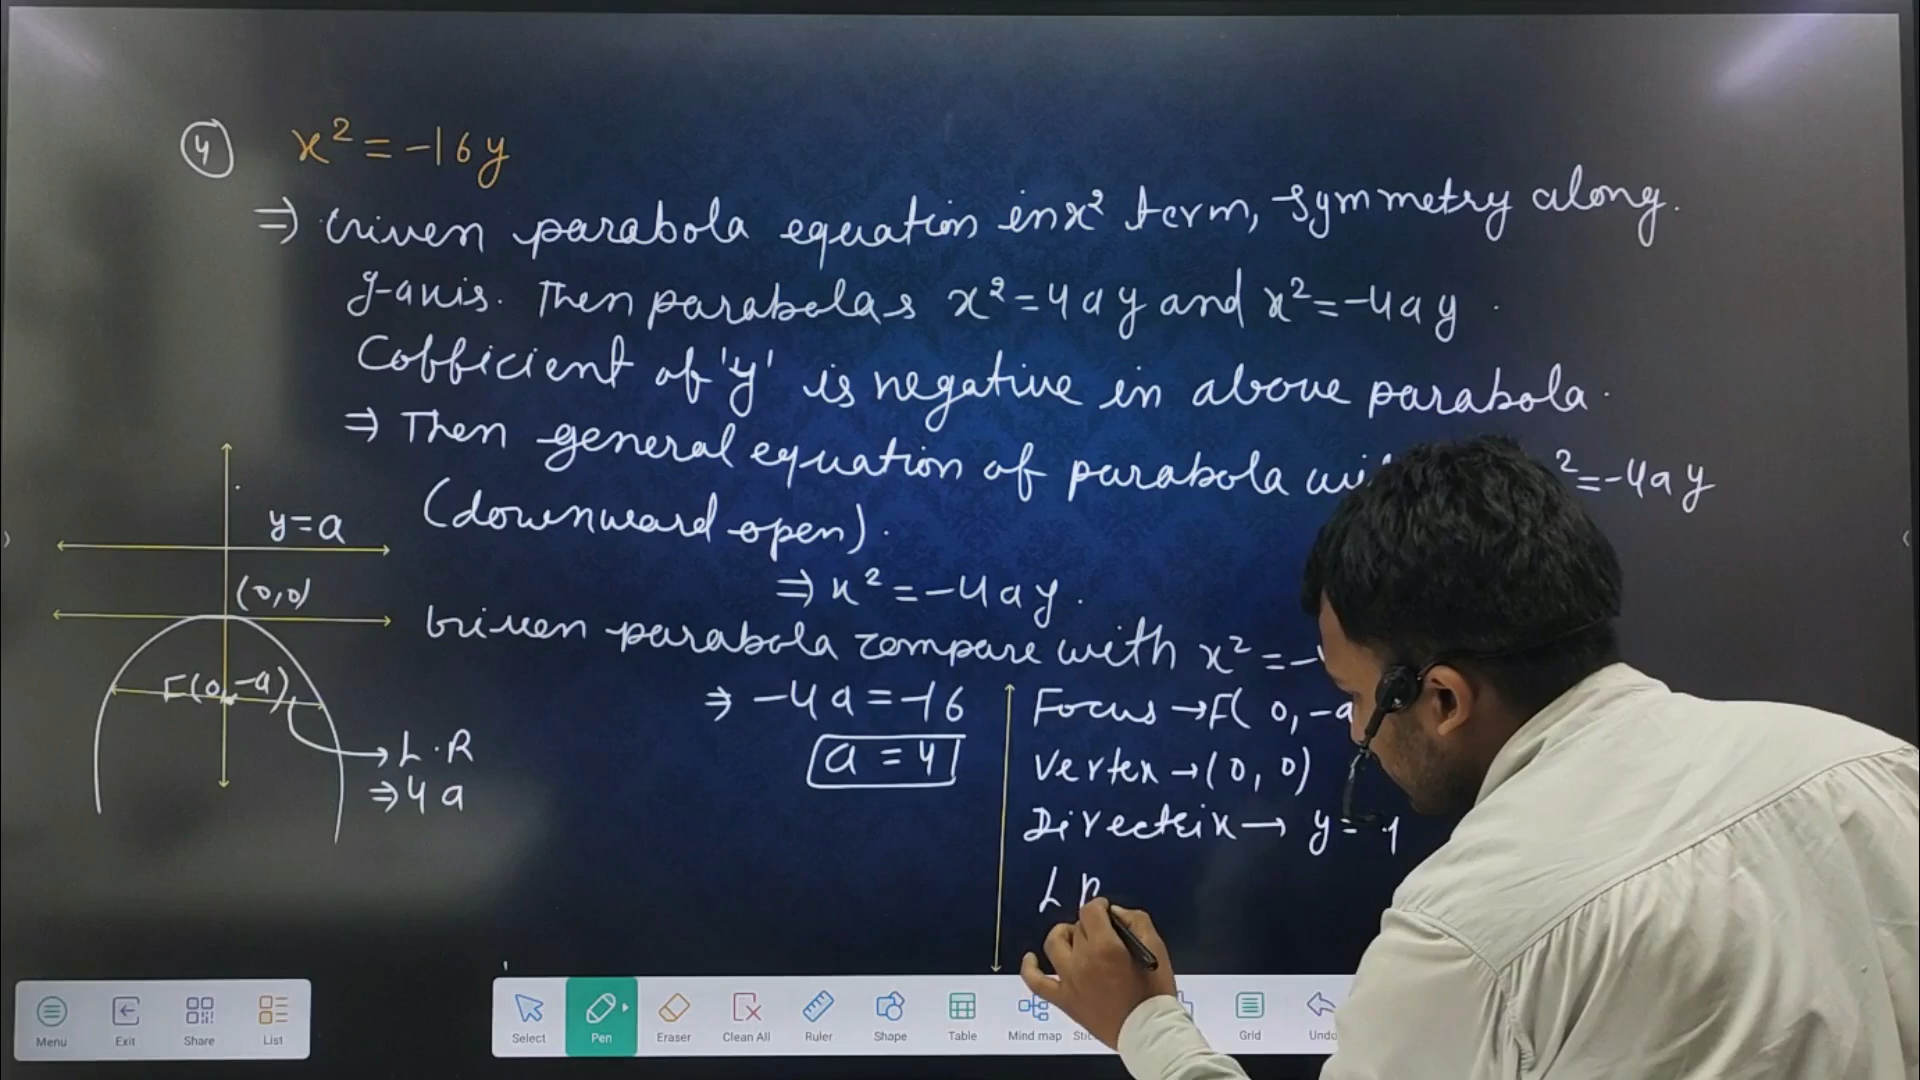 4 x² = -16y
⇒ Given parabola equation in x² term, symmetry along
y-axis. Then parabolas x² = 4ay and x² = -4ay.
Cofficient of 'y' is negative in above parabola.
⇒ Then general equation of parabola ² = -4ay
(downward open).
⇒ x² = -4ay.
Given parabola compare with x² = -
⇒ -4a = -16
a = 4
Focus → F( 0, -a
Vertex → (0, 0)
Directrix → y =
L R
y = a
(0,0)
F(0, -a)
→ L.R
⇒ 4a
Menu Exit Share List
Select Pen Eraser Clean All Ruler Shape Table Mind map Grid Undo